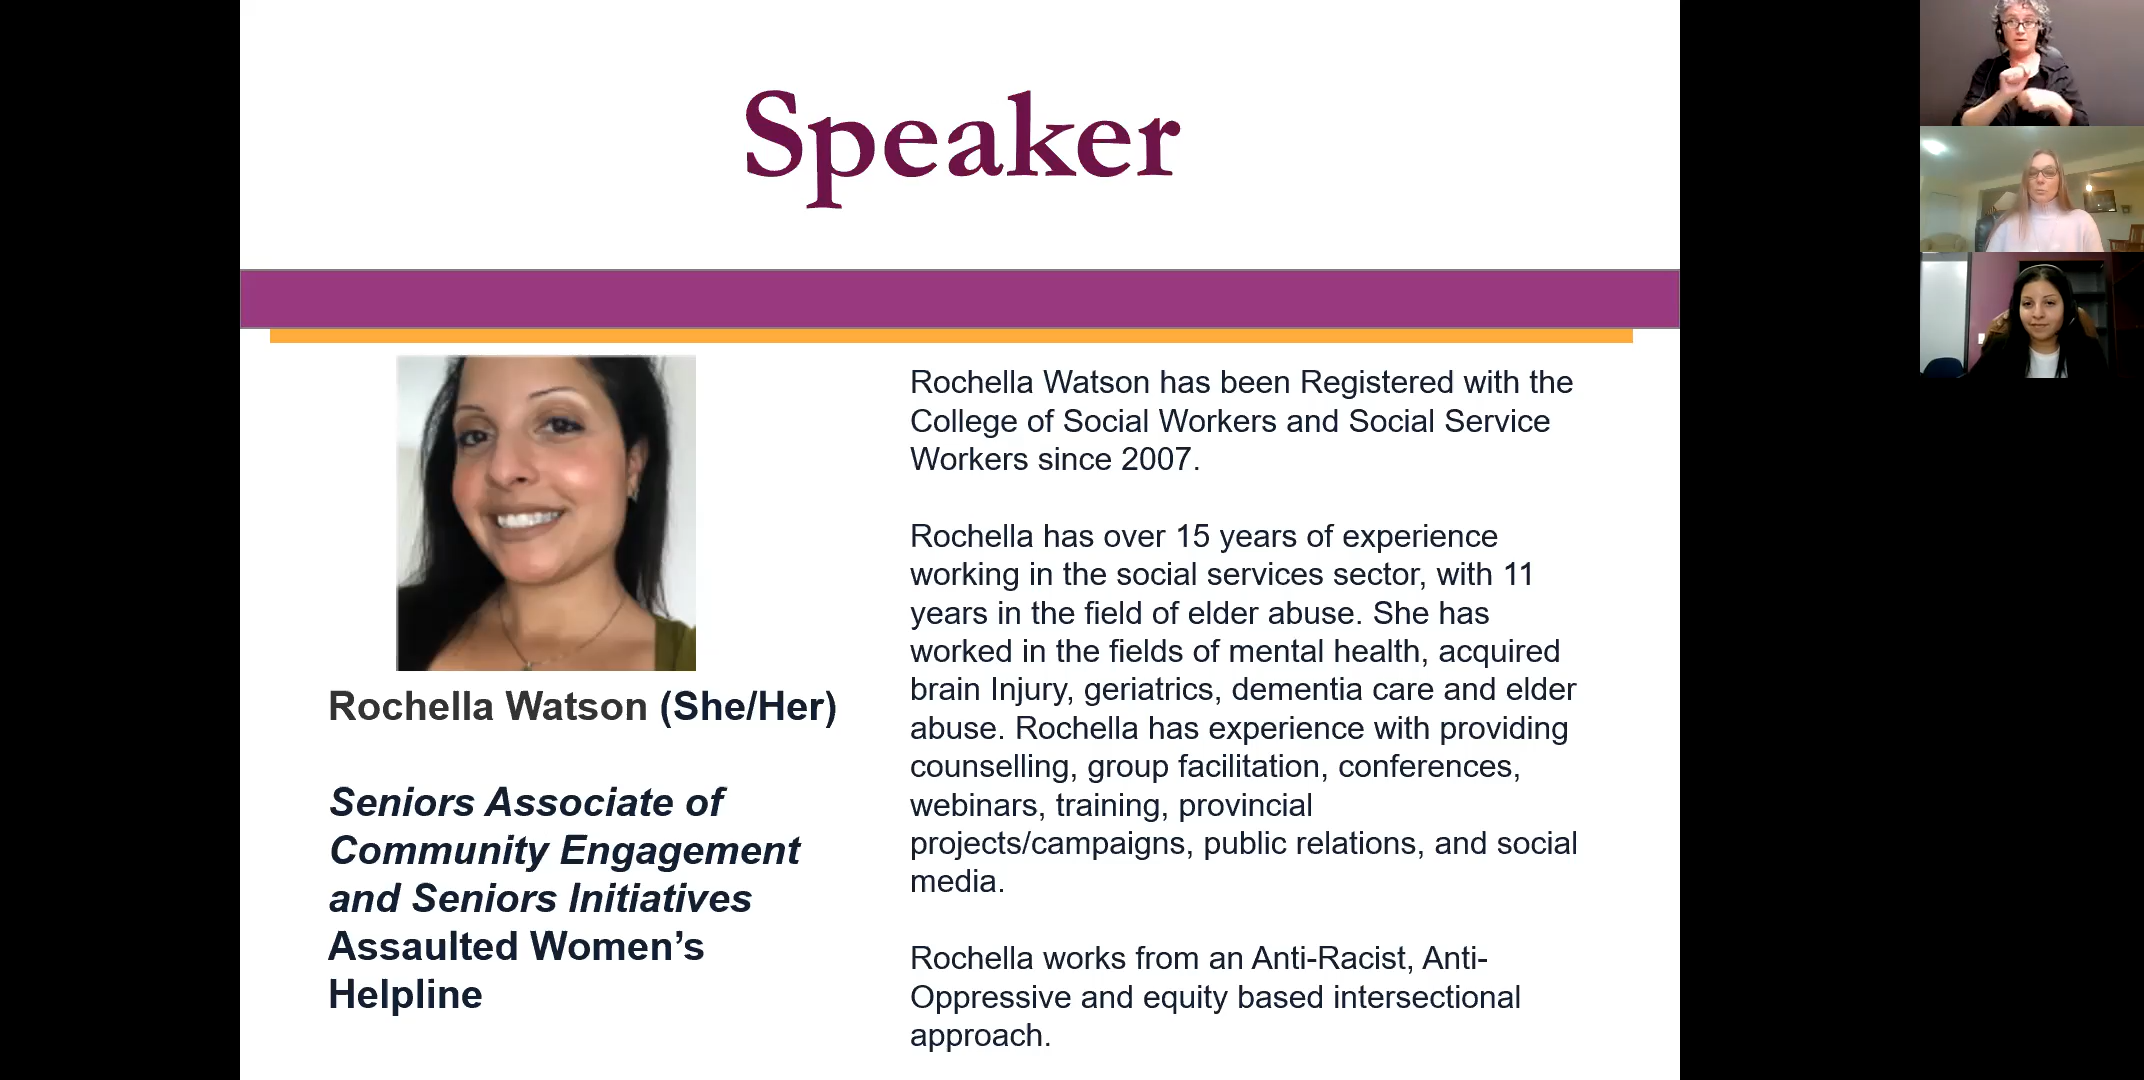 Speaker
Rochella Watson (She/Her)
Seniors Associate of
Community Engagement
and Seniors Initiatives
Assaulted Women’s
Helpline
Rochella Watson has been Registered with the
College of Social Workers and Social Service
Workers since 2007.
Rochella has over 15 years of experience
working in the social services sector, with 11
years in the field of elder abuse. She has
worked in the fields of mental health, acquired
brain Injury, geriatrics, dementia care and elder
abuse. Rochella has experience with providing
counselling, group facilitation, conferences,
webinars, training, provincial
projects/campaigns, public relations, and social
media.
Rochella works from an Anti-Racist, Anti-
Oppressive and equity based intersectional
approach.